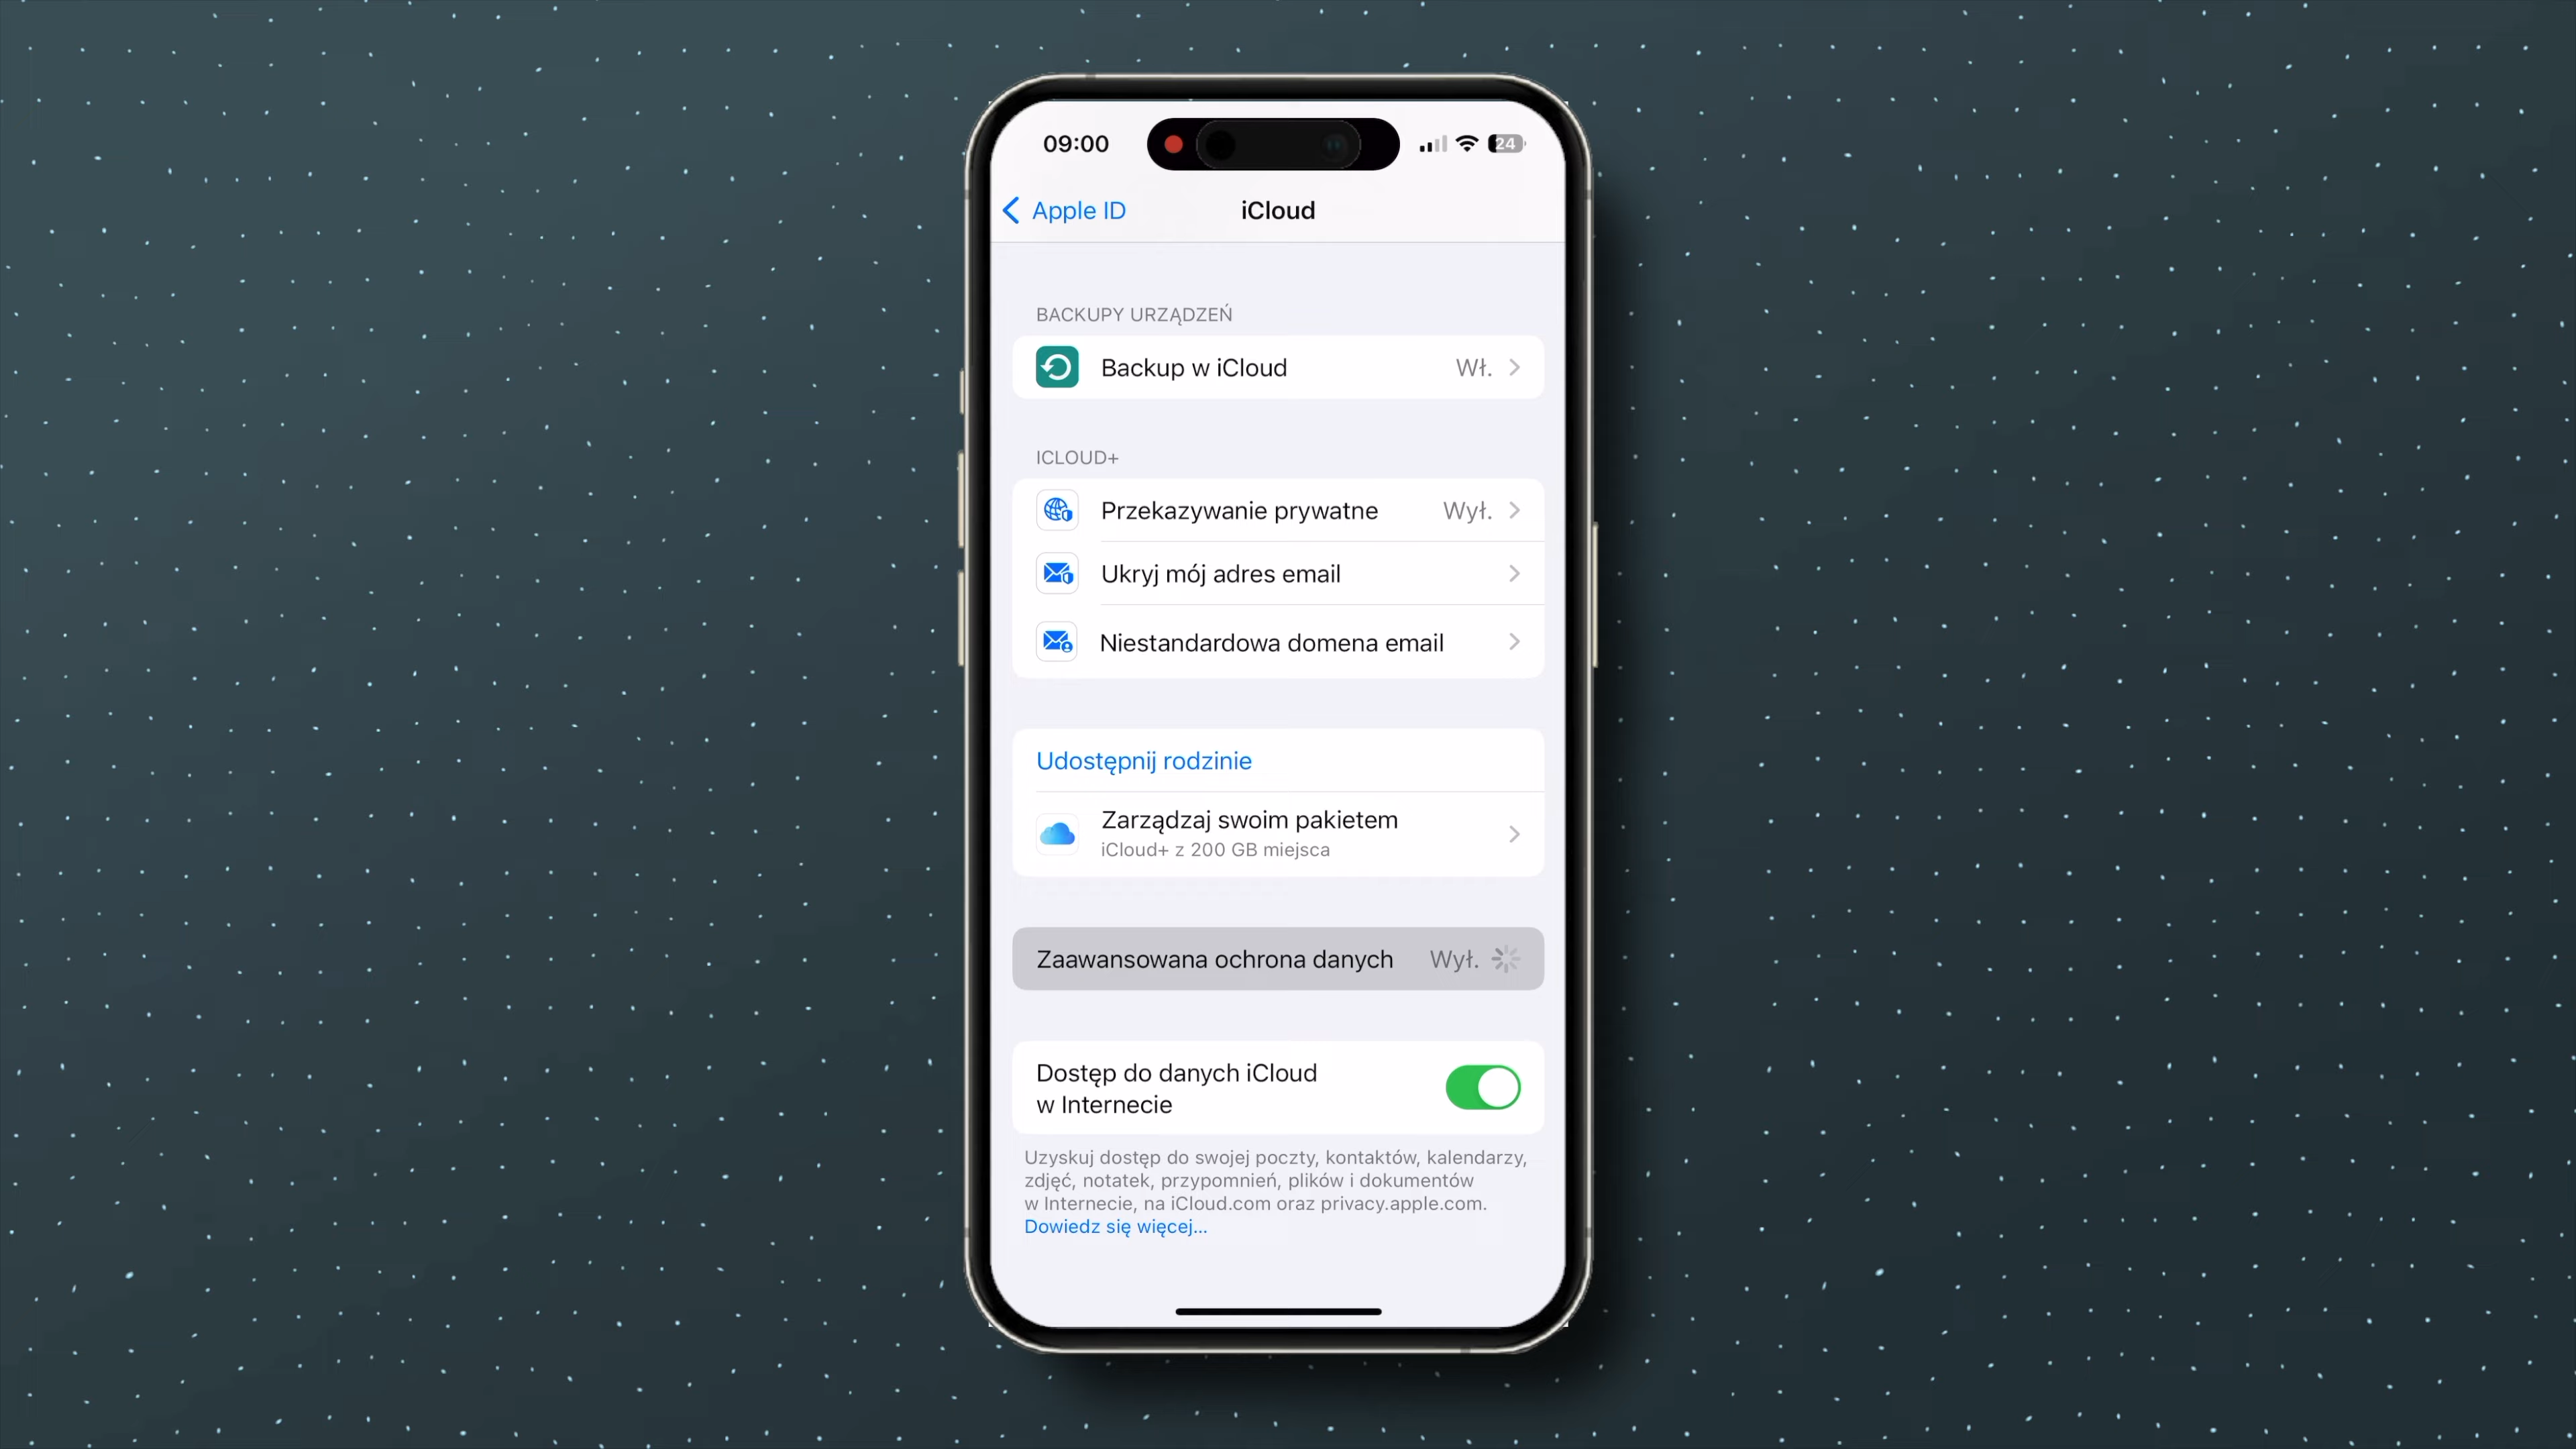 09:00
24
Apple ID
iCloud
BACKUPY URZĄDZEŃ
Backup w iCloud Wł.
ICLOUD+
Przekazywanie prywatne Wył.
Ukryj mój adres email
Niestandardowa domena email
Udostępnij rodzinie
Zarządzaj swoim pakietem
iCloud+ z 200 GB miejsca
Zaawansowana ochrona danych Wył.
Dostęp do danych iCloud
w Internecie
Uzyskuj dostęp do swojej poczty, kontaktów, kalendarzy,
zdjęć, notatek, przypomnień, plików i dokumentów
w Internecie, na iCloud.com oraz privacy.apple.com.
Dowiedz się więcej...